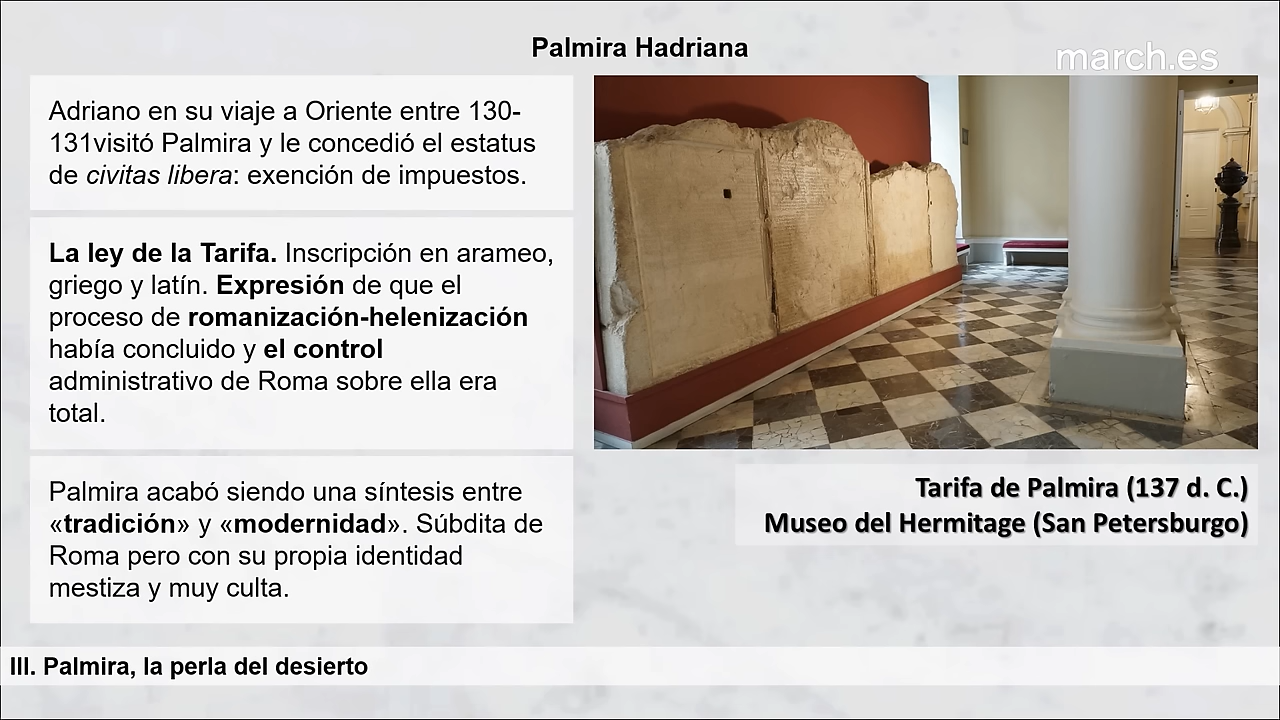 Palmira Hadriana
march.es
Adriano en su viaje a Oriente entre 130-
131visitó Palmira y le concedió el estatus
de civitas libera: exención de impuestos.
La ley de la Tarifa. Inscripción en arameo,
griego y latín. Expresión de que el
proceso de romanización-helenización
había concluido y el control
administrativo de Roma sobre ella era
total.
Palmira acabó siendo una síntesis entre
«tradición» y «modernidad». Súbdita de
Roma pero con su propia identidad
mestiza y muy culta.
Tarifa de Palmira (137 d. C.)
Museo del Hermitage (San Petersburgo)
III. Palmira, la perla del desierto